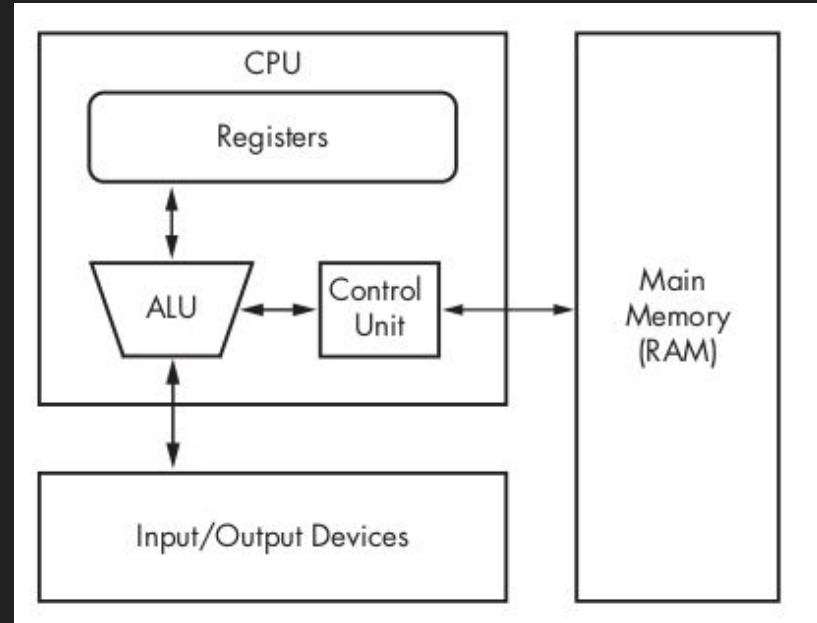 CPU
Registers
ALU
Control
Unit
Main
Memory
(RAM)
Input/Output Devices